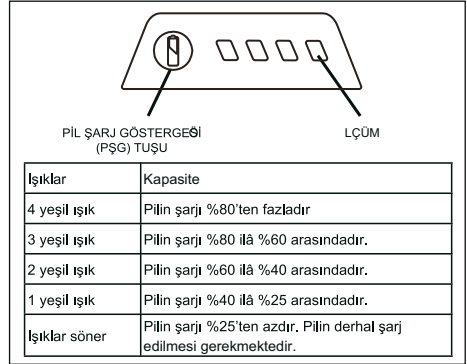 PİL ŞARJ GÖSTERGESİ
(PŞG) TUŞU
LÇÜM
Işıklar Kapasite
4 yeşil ışık Pilin şarjı %80'ten fazladır
3 yeşil ışık Pilin şarjı %80 ilâ %60 arasındadır.
2 yeşil ışık Pilin şarjı %60 ilâ %40 arasındadır.
1 yeşil ışık Pilin şarjı %40 ilâ %25 arasındadır.
Işıklar söner Pilin şarjı %25'ten azdır. Pilin derhal şarj
edilmesi gerekmektedir.